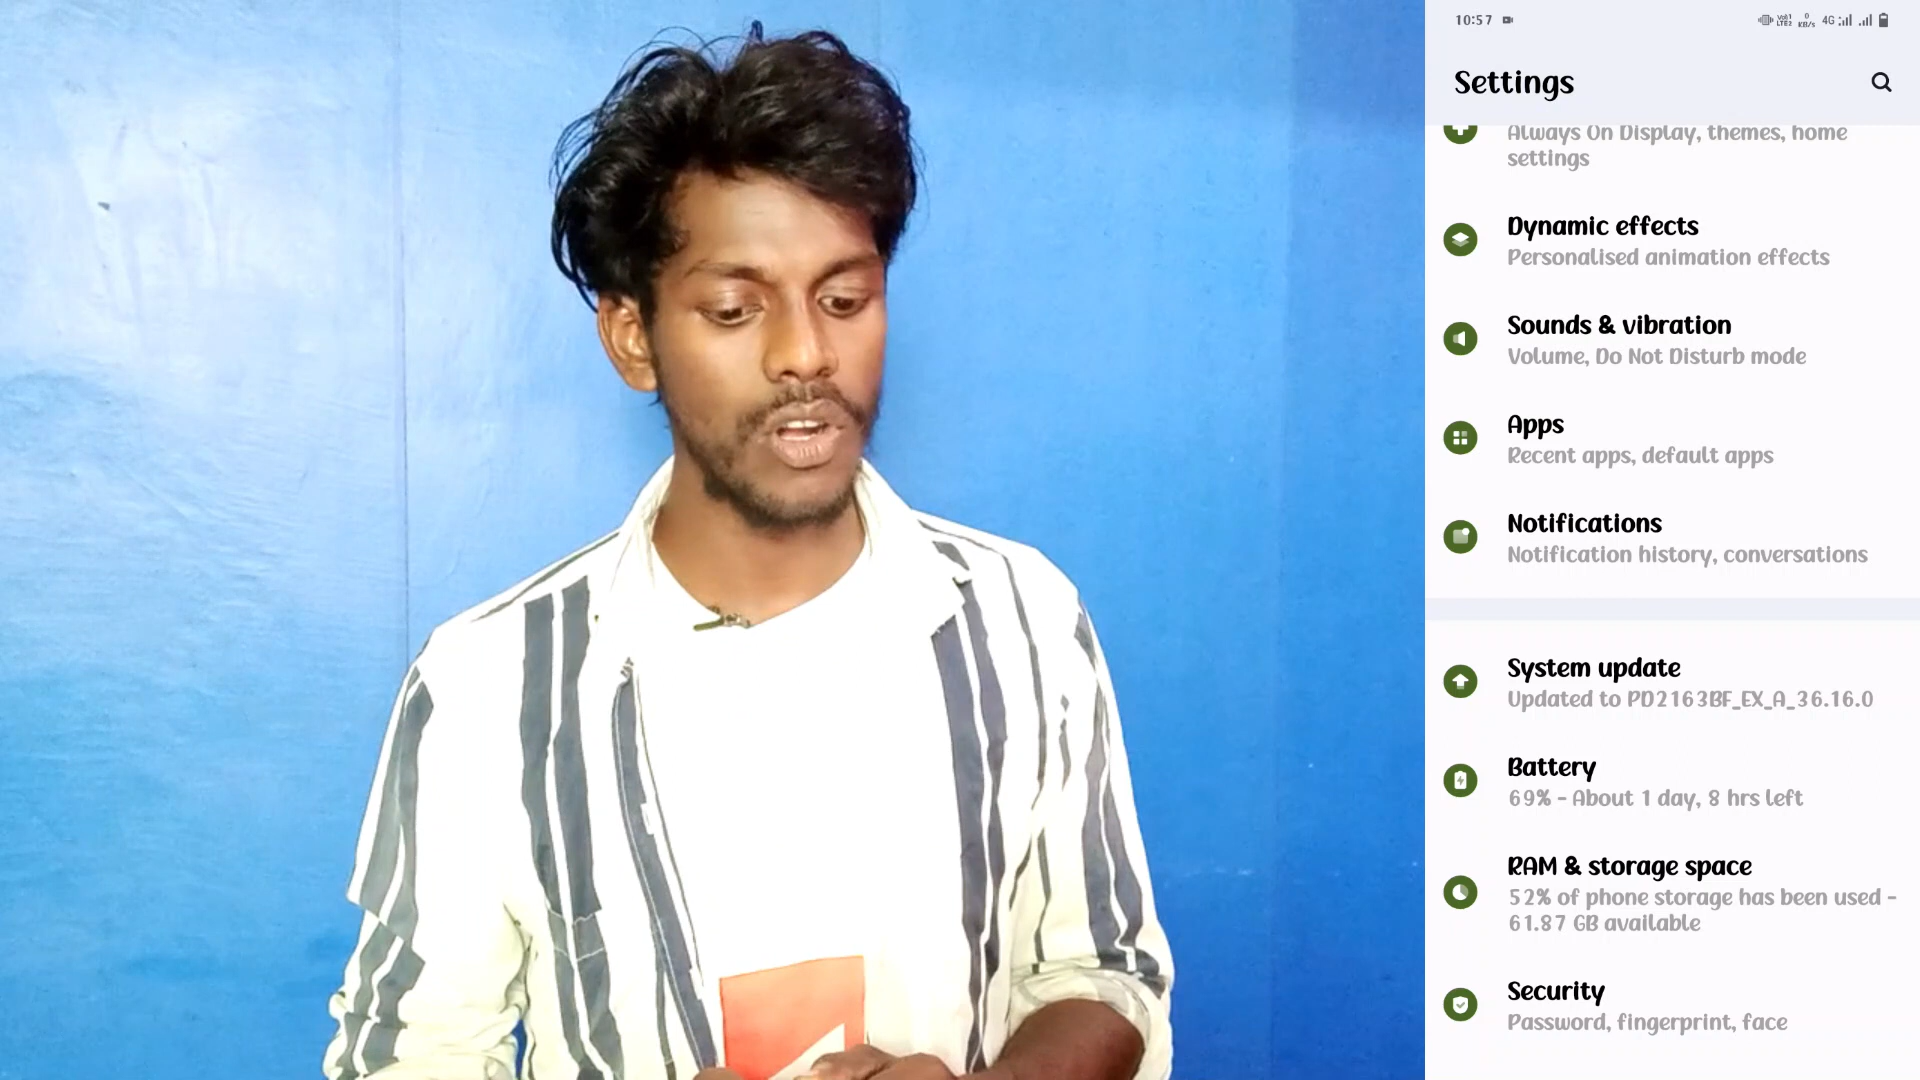 10:57
4G
Settings
Always On Display, themes, home
settings
Dynamic effects
Personalised animation effects
Sounds & vibration
Volume, Do Not Disturb mode
Apps
Recent apps, default apps
Notifications
Notification history, conversations
System update
Updated to PD2163BF_EX_A_36.16.0
Battery
69% - About 1 day, 8 hrs left
RAM & storage space
52% of phone storage has been used -
61.87 GB available
Security
Password, fingerprint, face